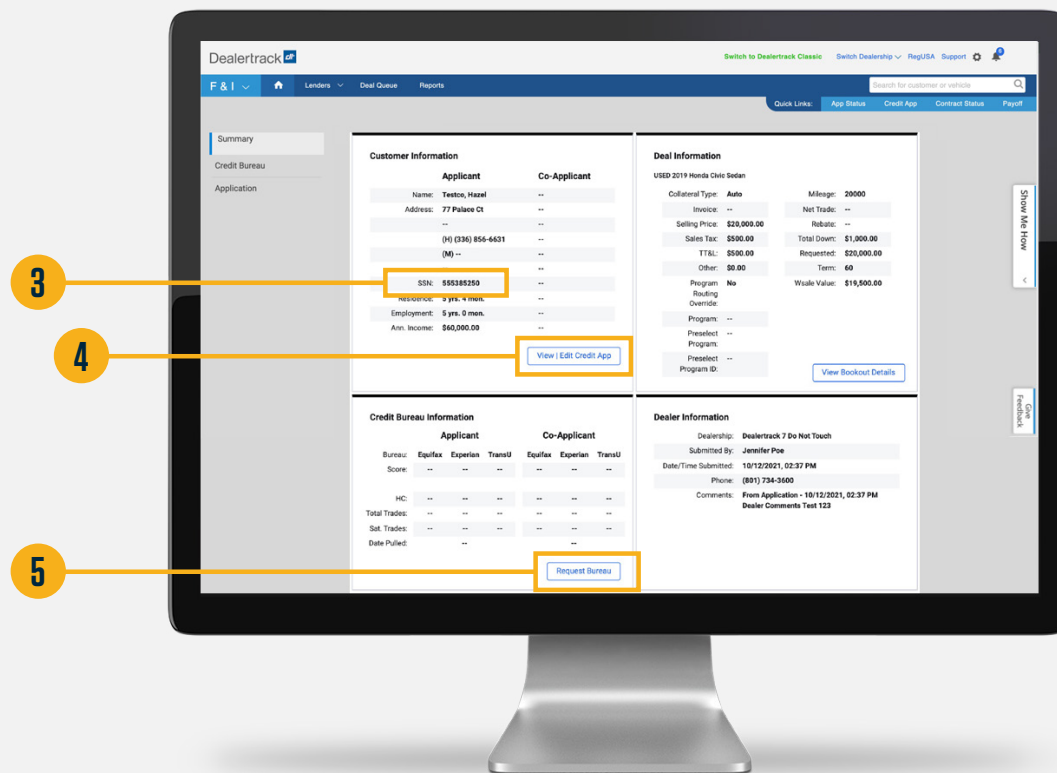 Dealertrack dt
Switch to Dealertrack Classic Switch Dealership RegUSA Support
F & I Lenders Deal Queue Reports Search for customer or vehicle
Quick Links: App Status Credit App Contract Status Payoff
Summary
Credit Bureau
Application
Customer Information
Applicant Co-Applicant
Name: Testco, Hazel --
Address: 77 Palace Ct --
-- --
(H) (336) 856-6631 --
(M) -- --
--
SSN: 555385250 --
Residence: 5 yrs. 4 mon. --
Employment: 5 yrs. 0 mon. --
Ann. Income: $60,000.00 --
View | Edit Credit App
Deal Information
USED 2019 Honda Civic Sedan
Collateral Type: Auto Mileage: 20000
Invoice: -- Net Trade: --
Selling Price: $20,000.00 Rebate: --
Sales Tax: $500.00 Total Down: $1,000.00
TT&L: $500.00 Requested: $20,000.00
Other: $0.00 Term: 60
Program No Wsale Value: $19,500.00
Routing
Override:
Program: --
Preselect --
Program:
Preselect --
Program ID:
View Bookout Details
Credit Bureau Information
Applicant Co-Applicant
Bureau: Equifax Experian TransU Equifax Experian TransU
Score: -- -- -- -- -- --
HC: -- -- -- -- -- --
Total Trades: -- -- -- -- -- --
Sat. Trades: -- -- -- -- -- --
Date Pulled: -- --
Request Bureau
Dealer Information
Dealership: Dealertrack 7 Do Not Touch
Submitted By: Jennifer Poe
Date/Time Submitted: 10/12/2021, 02:37 PM
Phone: (801) 734-3600
Comments: From Application - 10/12/2021, 02:37 PM
Dealer Comments Test 123
Show Me How
Give
Feedback
3
4
5